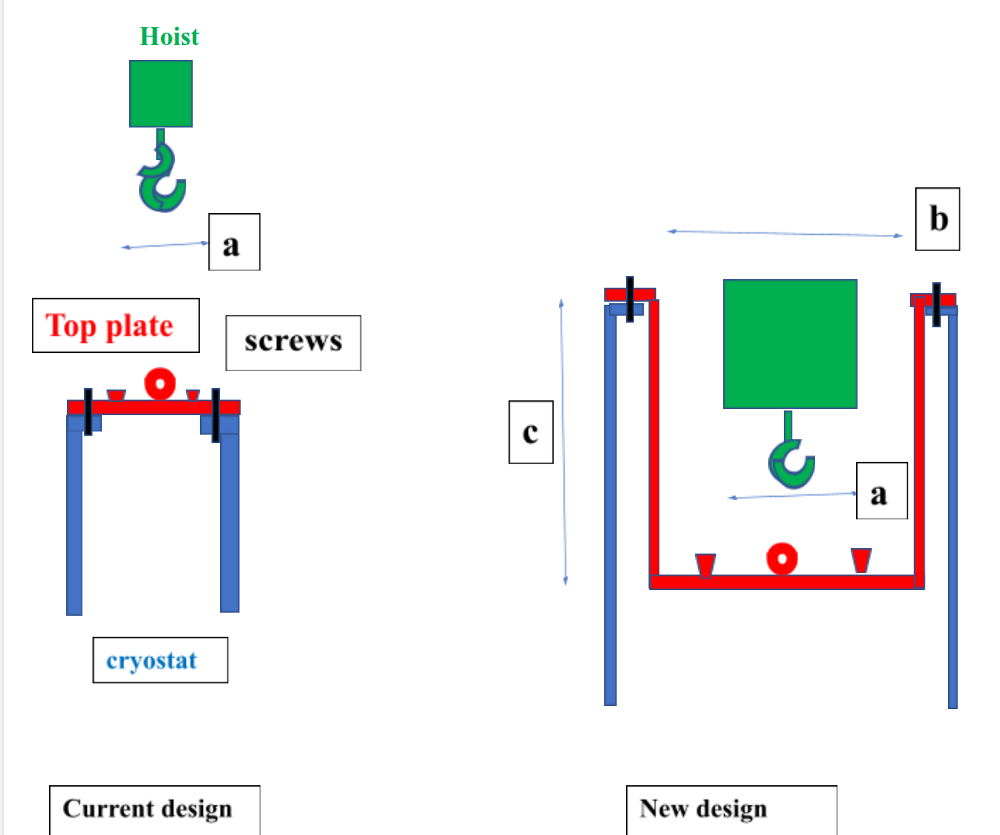 Hoist
a
Top plate
screws
cryostat
Current design
b
c
a
New design